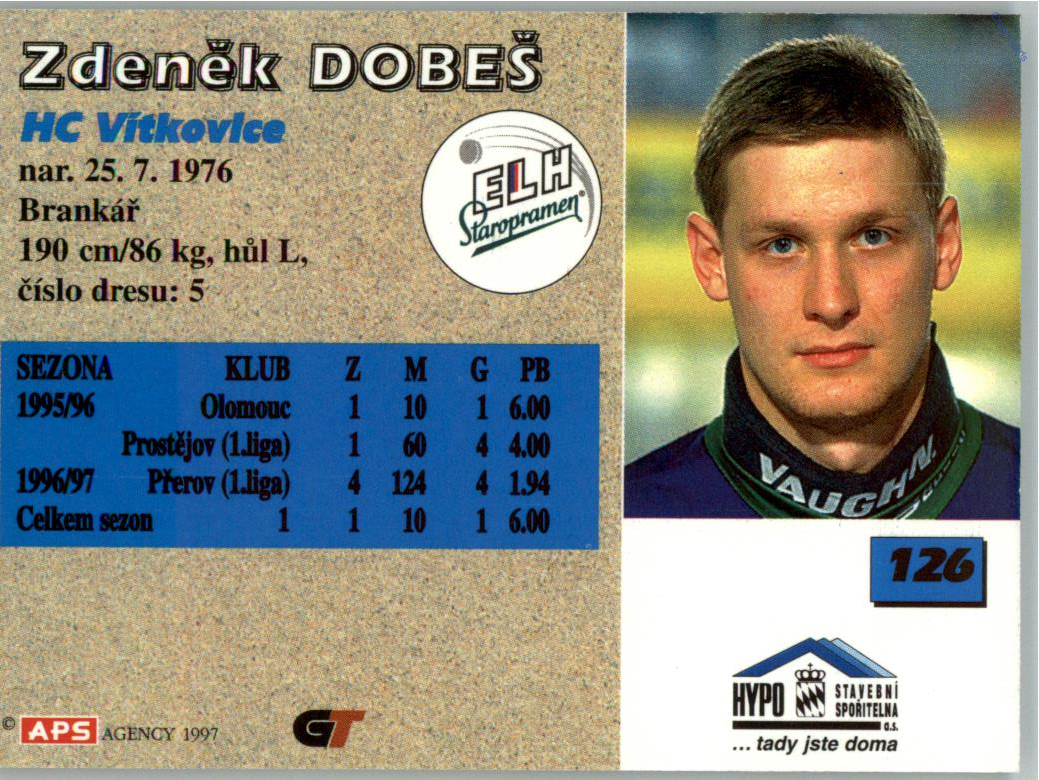 Zdeněk DOBEŠ
HC Vítkovice
nar. 25. 7. 1976
Brankář
190 cm/86 kg, hůl L,
číslo dresu: 5
ELH
Staropramen®
SEZONA KLUB Z M G PB
1995/96 Olomouc 1 10 1 6.00
Prostějov (1.liga) 1 60 4 4.00
1996/97 Přerov (1.liga) 4 124 4 1.94
Celkem sezon 1 1 10 1 6.00
VAUGHN.
126
HYPO STAVEBNÍ
SPOŘITELNA
a.s.
... tady jste doma
© APS AGENCY 1997
GT